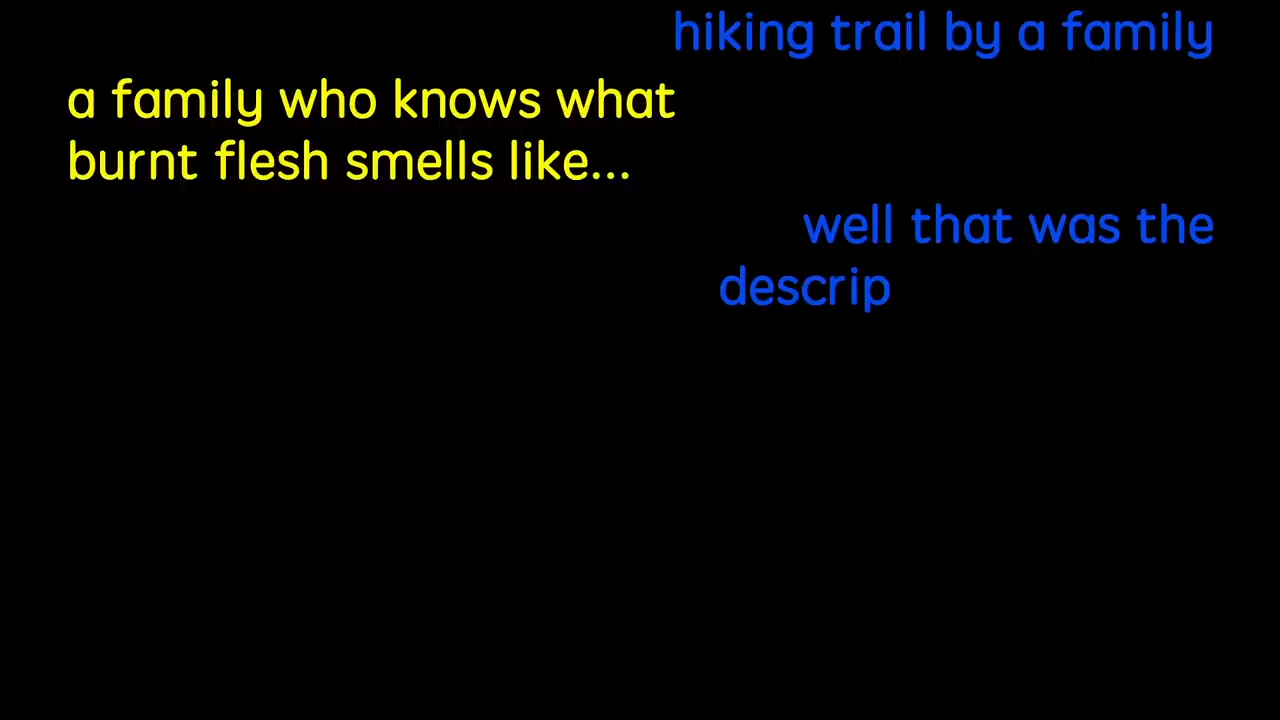 hiking trail by a family
a family who knows what
burnt flesh smells like...
well that was the
descrip